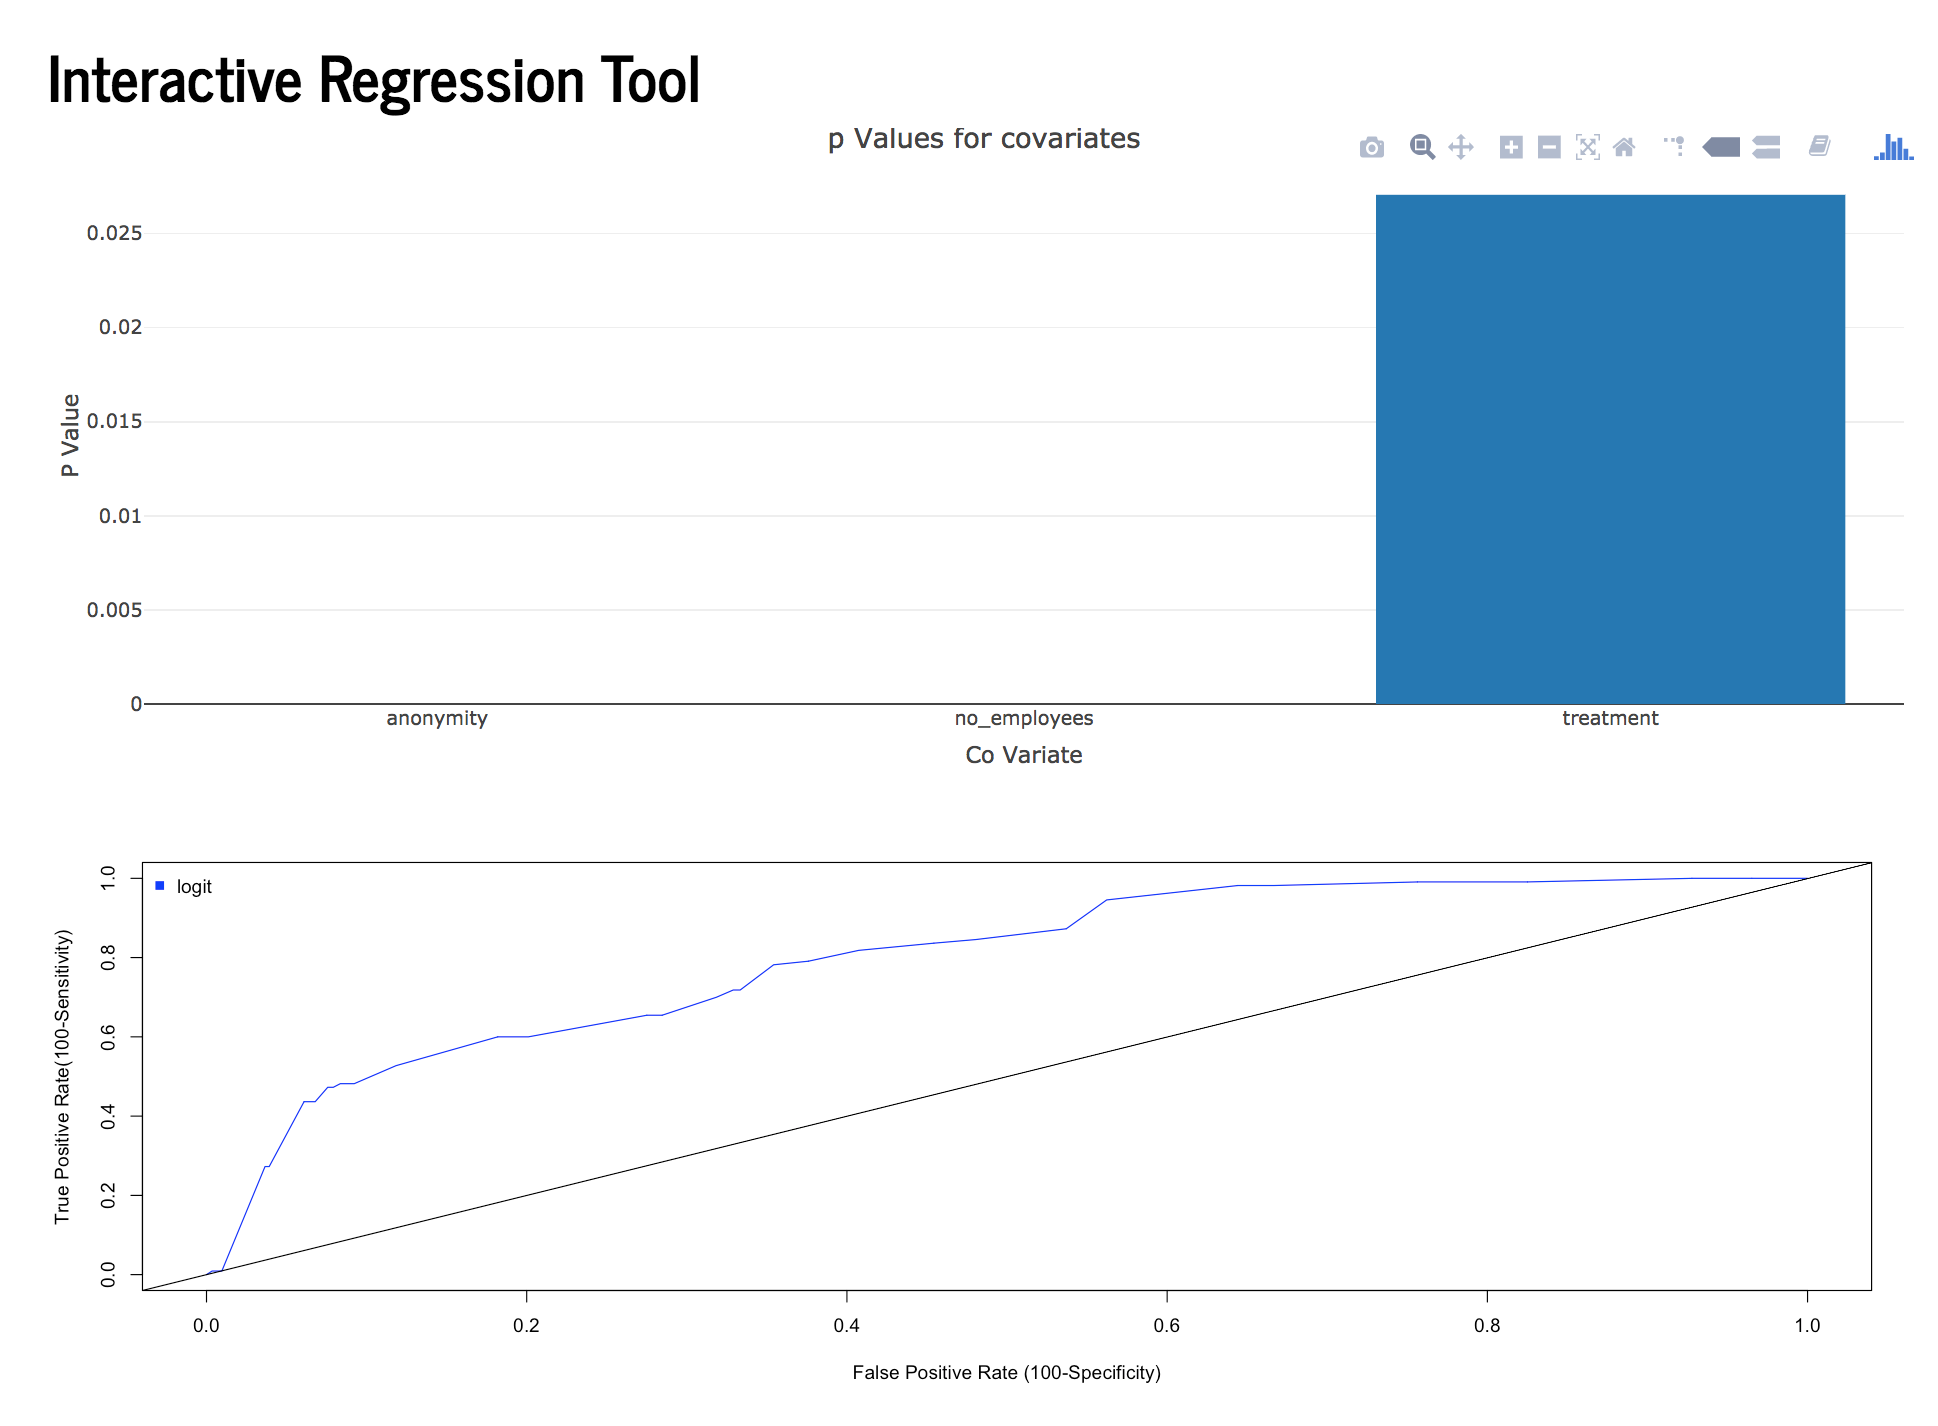 Interactive Regression Tool
p Values for covariates
0.025
0.02
0.015
0.01
0.005
0
P Value
anonymity no_employees treatment
Co Variate
logit
1.0
0.8
0.6
0.4
0.2
0.0
True Positive Rate(100-Sensitivity)
0.0 0.2 0.4 0.6 0.8 1.0
False Positive Rate (100-Specificity)